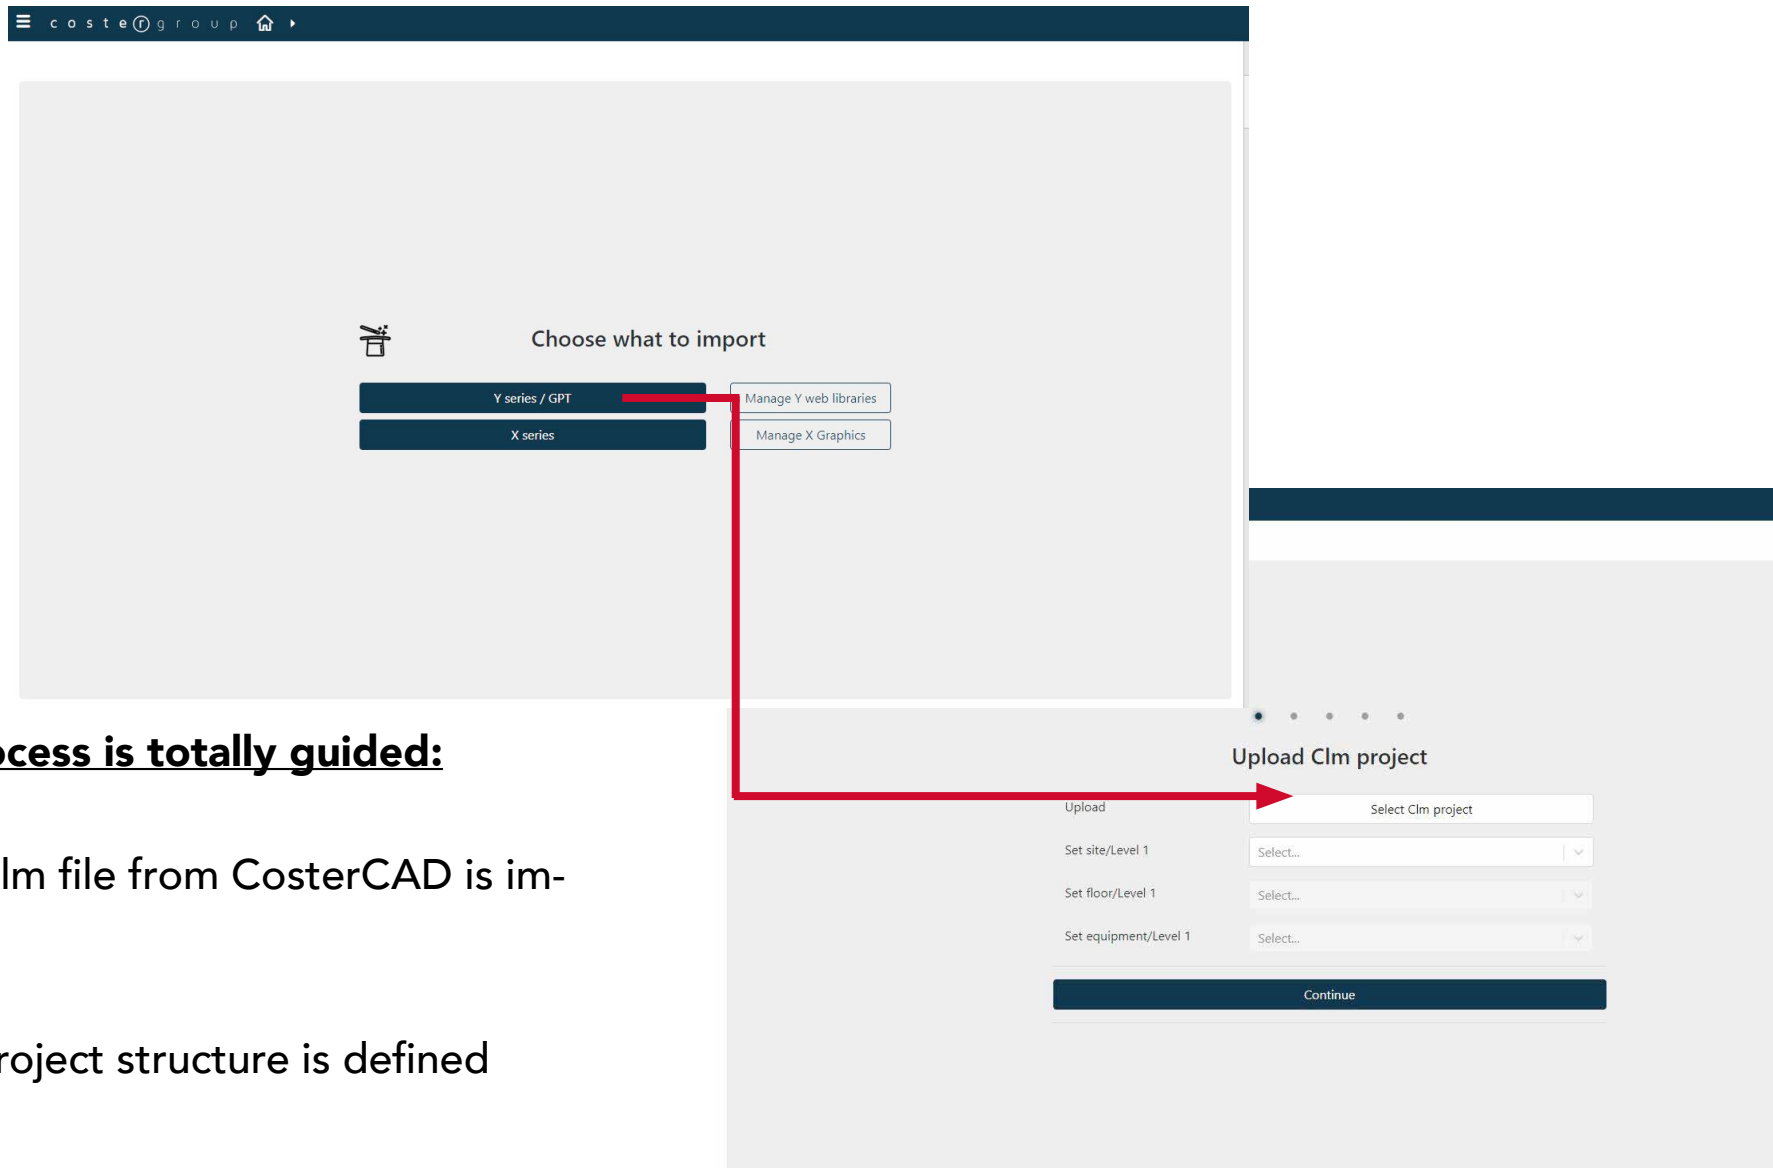 costergroup
Choose what to import
Y series / GPT
Manage Y web libraries
X series
Manage X Graphics
ocess is totally guided:
lm file from CosterCAD is im-
roject structure is defined
Upload Clm project
Upload
Select Clm project
Set site/Level 1
Select...
Set floor/Level 1
Select...
Set equipment/Level 1
Select...
Continue